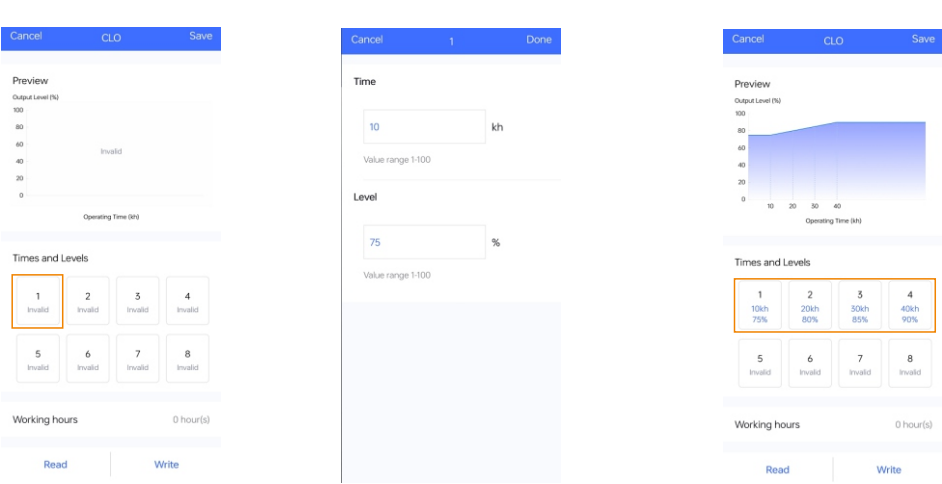 Cancel CLO Save
Preview
Output Level (%)
100
80
60
40
20
0
Invalid
Operating Time (kh)
Times and Levels
1 2 3 4
Invalid Invalid Invalid Invalid
5 6 7 8
Invalid Invalid Invalid Invalid
Working hours 0 hour(s)
Read Write
Cancel 1 Done
Time
10 kh
Value range 1-100
Level
75 %
Value range 1-100
Cancel CLO Save
Preview
Output Level (%)
100
80
60
40
20
0
10 20 30 40
Operating Time (kh)
Times and Levels
1 2 3 4
10kh 20kh 30kh 40kh
75% 80% 85% 90%
5 6 7 8
Invalid Invalid Invalid Invalid
Working hours 0 hour(s)
Read Write